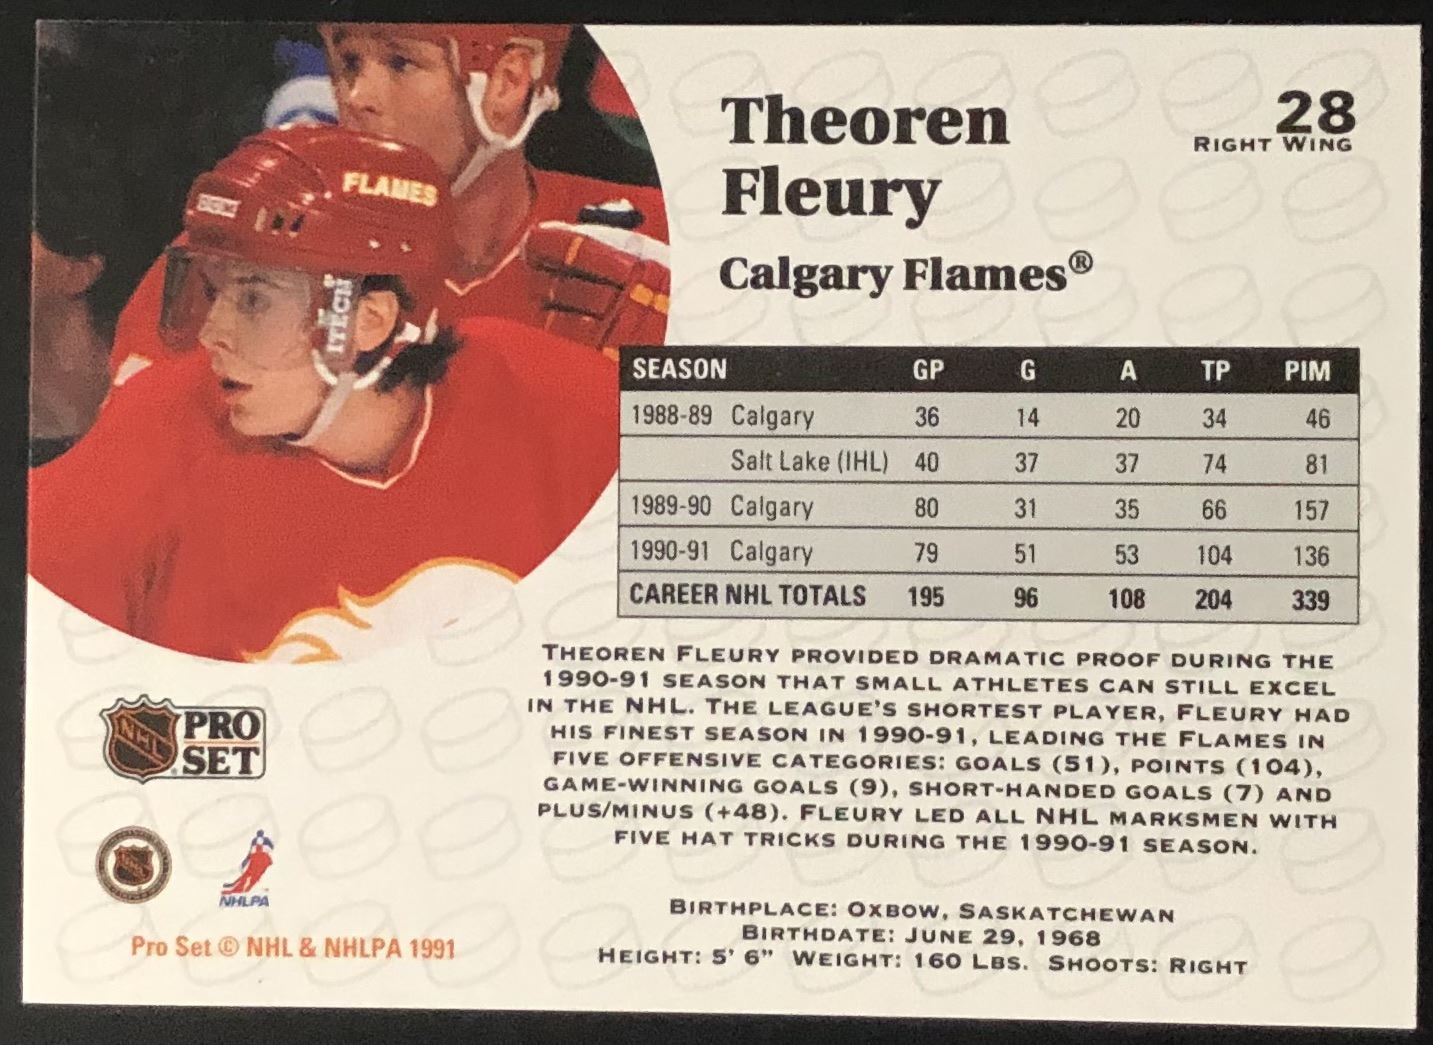 Theoren
Fleury
Calgary Flames®
28
RIGHT WING
FLAMES
ITECH
SEASON GP G A TP PIM
1988-89 Calgary 36 14 20 34 46
Salt Lake (IHL) 40 37 37 74 81
1989-90 Calgary 80 31 35 66 157
1990-91 Calgary 79 51 53 104 136
CAREER NHL TOTALS 195 96 108 204 339
THEOREN FLEURY PROVIDED DRAMATIC PROOF DURING THE
1990-91 SEASON THAT SMALL ATHLETES CAN STILL EXCEL
IN THE NHL. THE LEAGUE'S SHORTEST PLAYER, FLEURY HAD
HIS FINEST SEASON IN 1990-91, LEADING THE FLAMES IN
FIVE OFFENSIVE CATEGORIES: GOALS (51), POINTS (104),
GAME-WINNING GOALS (9), SHORT-HANDED GOALS (7) AND
PLUS/MINUS (+48). FLEURY LED ALL NHL MARKSMEN WITH
FIVE HAT TRICKS DURING THE 1990-91 SEASON.
NHL PRO
SET
NHLPA
Pro Set © NHL & NHLPA 1991
BIRTHPLACE: OXBOW, SASKATCHEWAN
BIRTHDATE: JUNE 29, 1968
HEIGHT: 5' 6" WEIGHT: 160 LBS. SHOOTS: RIGHT